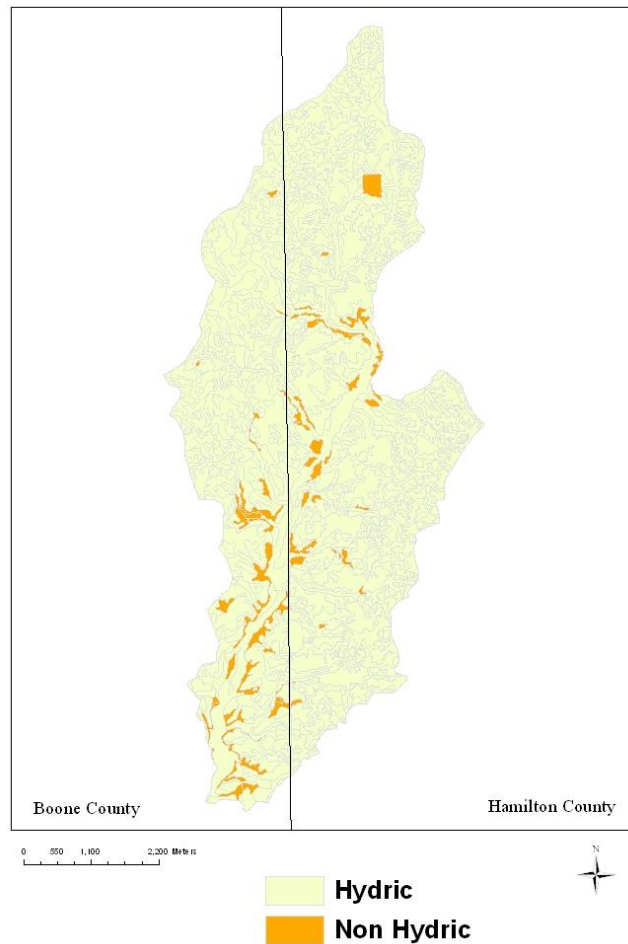 Boone County
Hamilton County
0 550 1,100 2,200 Meters
N
Hydric
Non Hydric